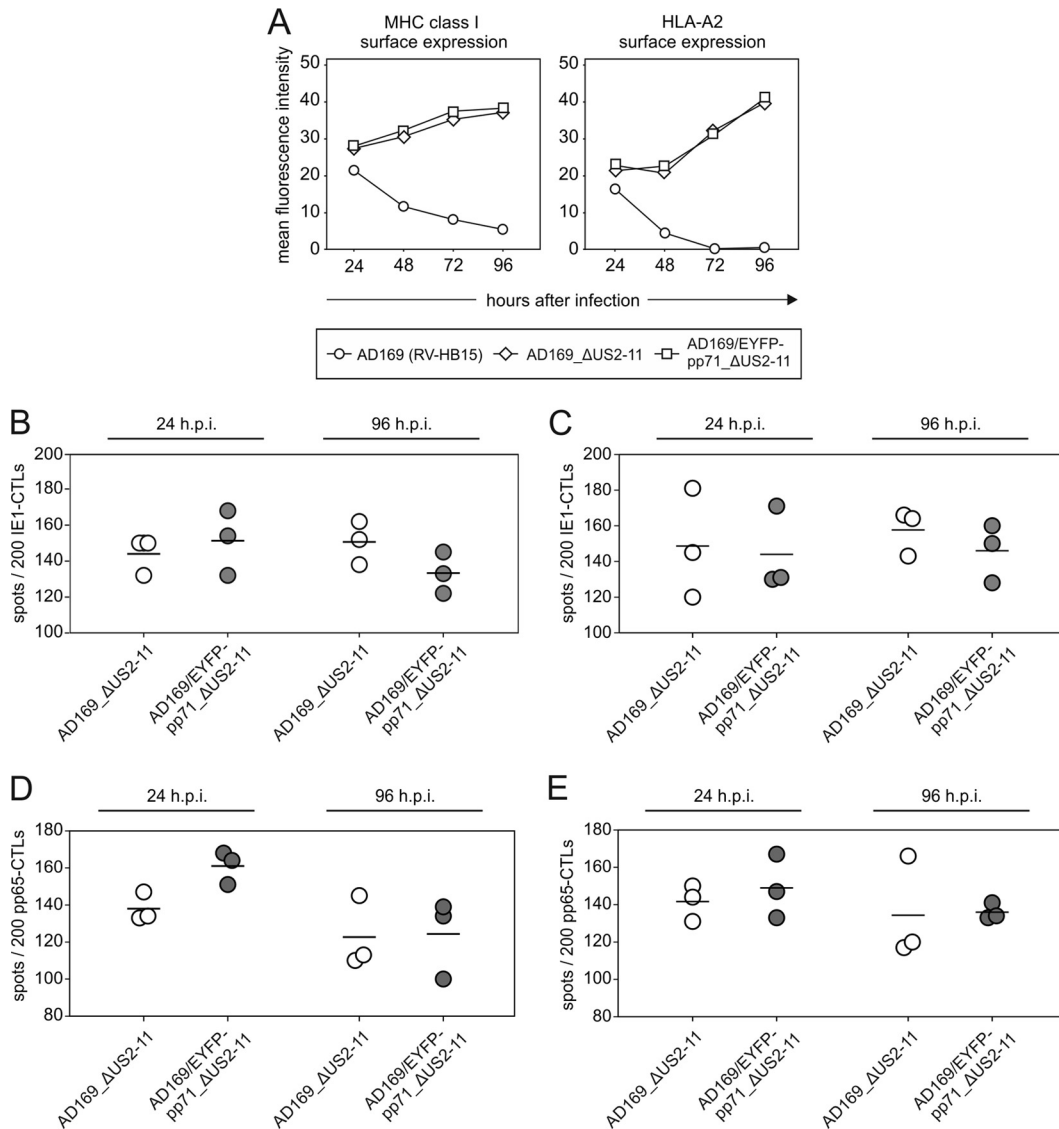 A
MHC class I
surface expression
HLA-A2
surface expression
mean fluorescence intensity
50
40
30
20
10
0
24 48 72 96
50
40
30
20
10
0
24 48 72 96
hours after infection
AD169 (RV-HB15)
AD169_ΔUS2-11
AD169/EYFP-
pp71_ΔUS2-11
B
24 h.p.i. 96 h.p.i.
spots / 200 IE1-CTLs
200
180
160
140
120
100
AD169_ΔUS2-11
AD169/EYFP-
pp71_ΔUS2-11
AD169_ΔUS2-11
AD169/EYFP-
pp71_ΔUS2-11
C
24 h.p.i. 96 h.p.i.
spots / 200 IE1-CTLs
200
180
160
140
120
100
AD169_ΔUS2-11
AD169/EYFP-
pp71_ΔUS2-11
AD169_ΔUS2-11
AD169/EYFP-
pp71_ΔUS2-11
D
24 h.p.i. 96 h.p.i.
spots / 200 pp65-CTLs
180
160
140
120
100
80
AD169_ΔUS2-11
AD169/EYFP-
pp71_ΔUS2-11
AD169_ΔUS2-11
AD169/EYFP-
pp71_ΔUS2-11
E
24 h.p.i. 96 h.p.i.
spots / 200 pp65-CTLs
180
160
140
120
100
80
AD169_ΔUS2-11
AD169/EYFP-
pp71_ΔUS2-11
AD169_ΔUS2-11
AD169/EYFP-
pp71_ΔUS2-11